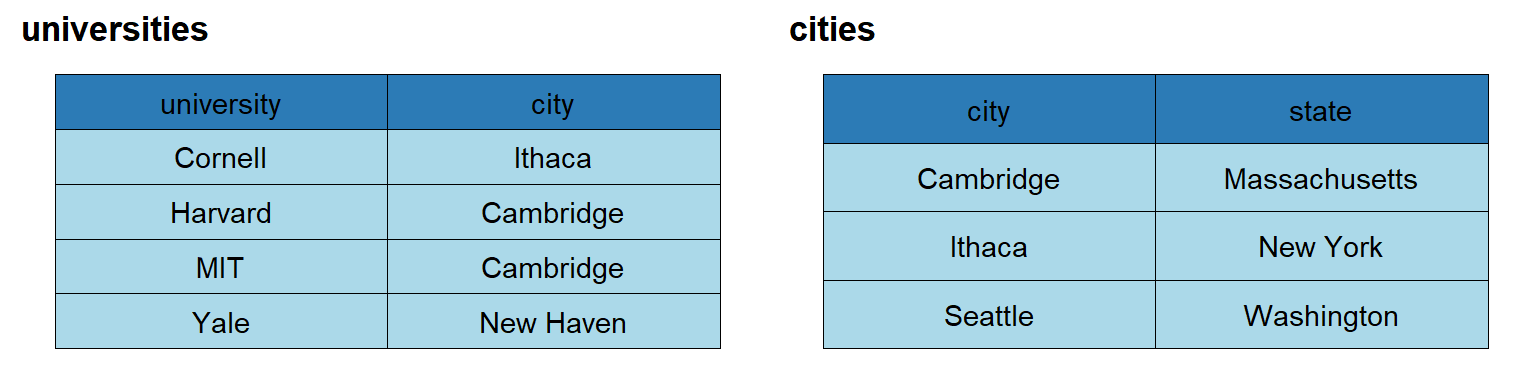 universities
university city
Cornell Ithaca
Harvard Cambridge
MIT Cambridge
Yale New Haven
cities
city state
Cambridge Massachusetts
Ithaca New York
Seattle Washington